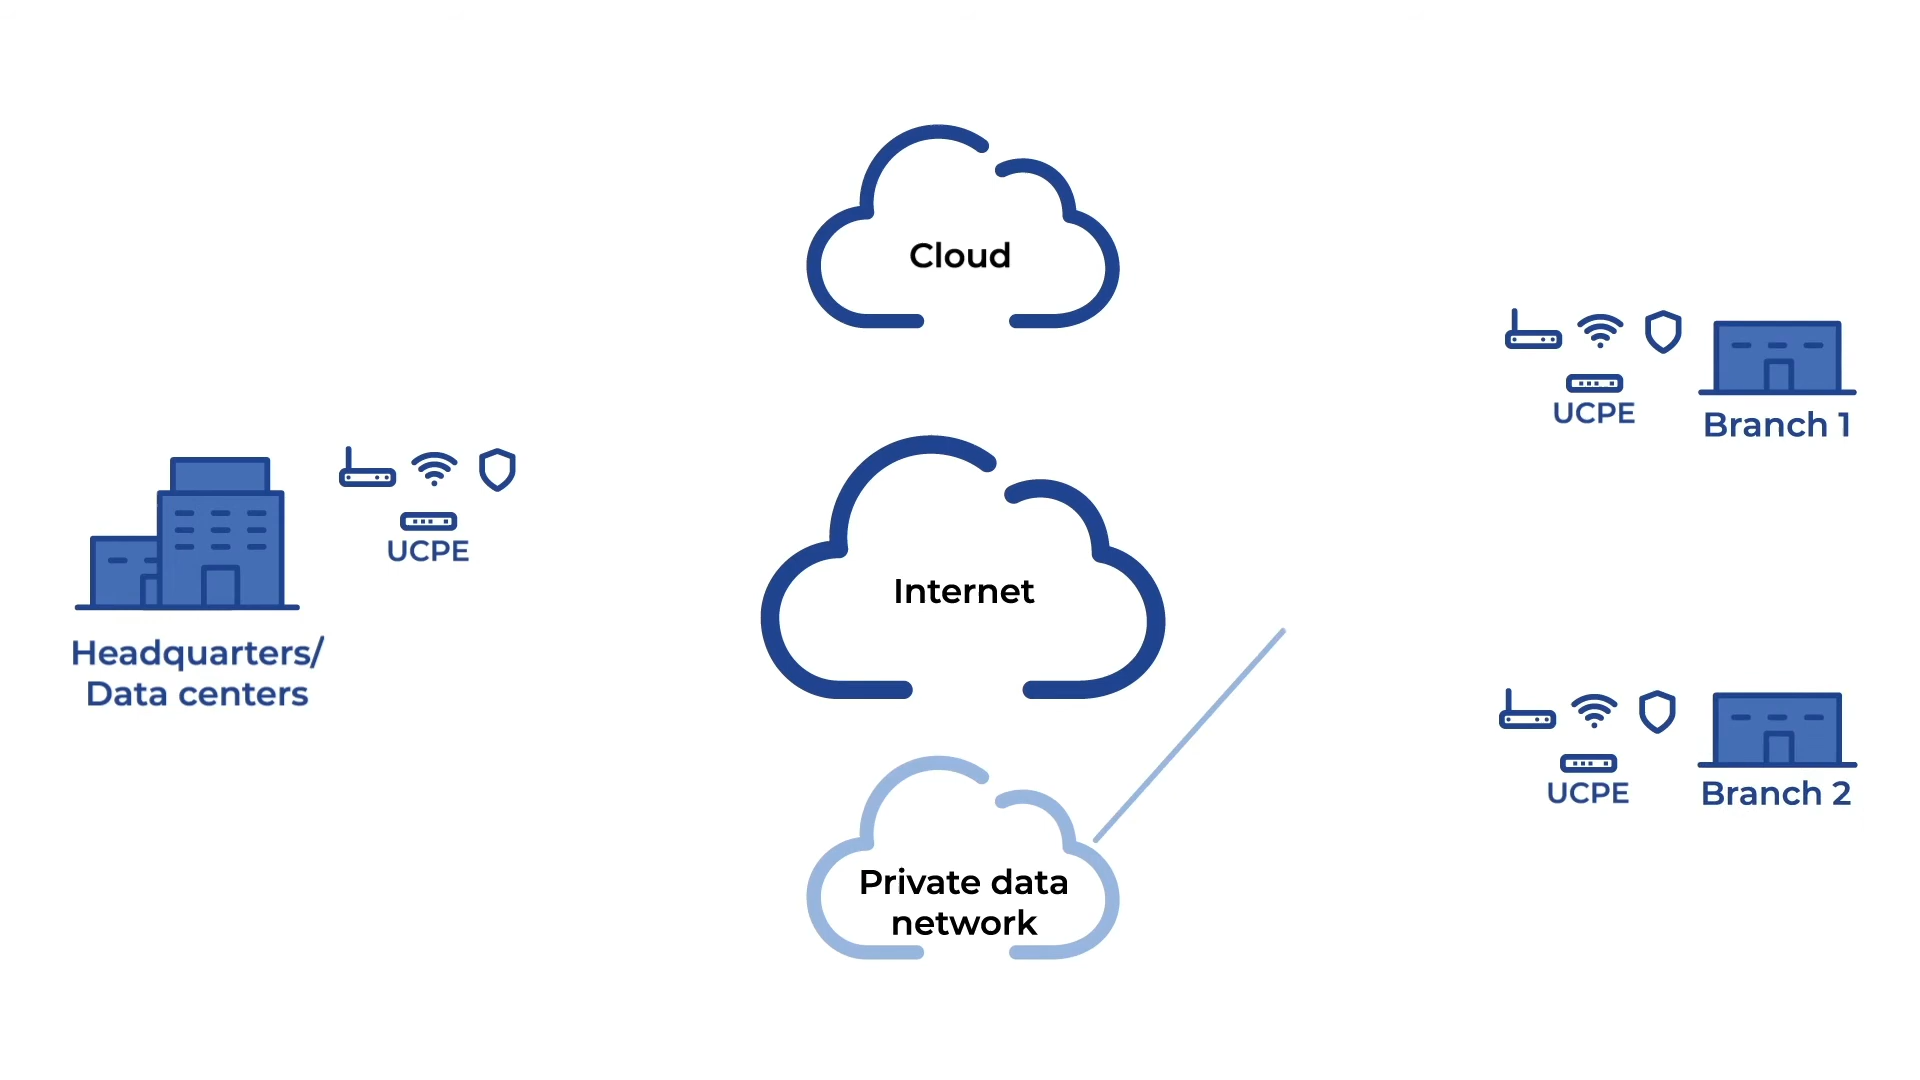 Cloud
UCPE
Branch 1
UCPE
Internet
Headquarters/
Data centers
UCPE
Branch 2
Private data
network